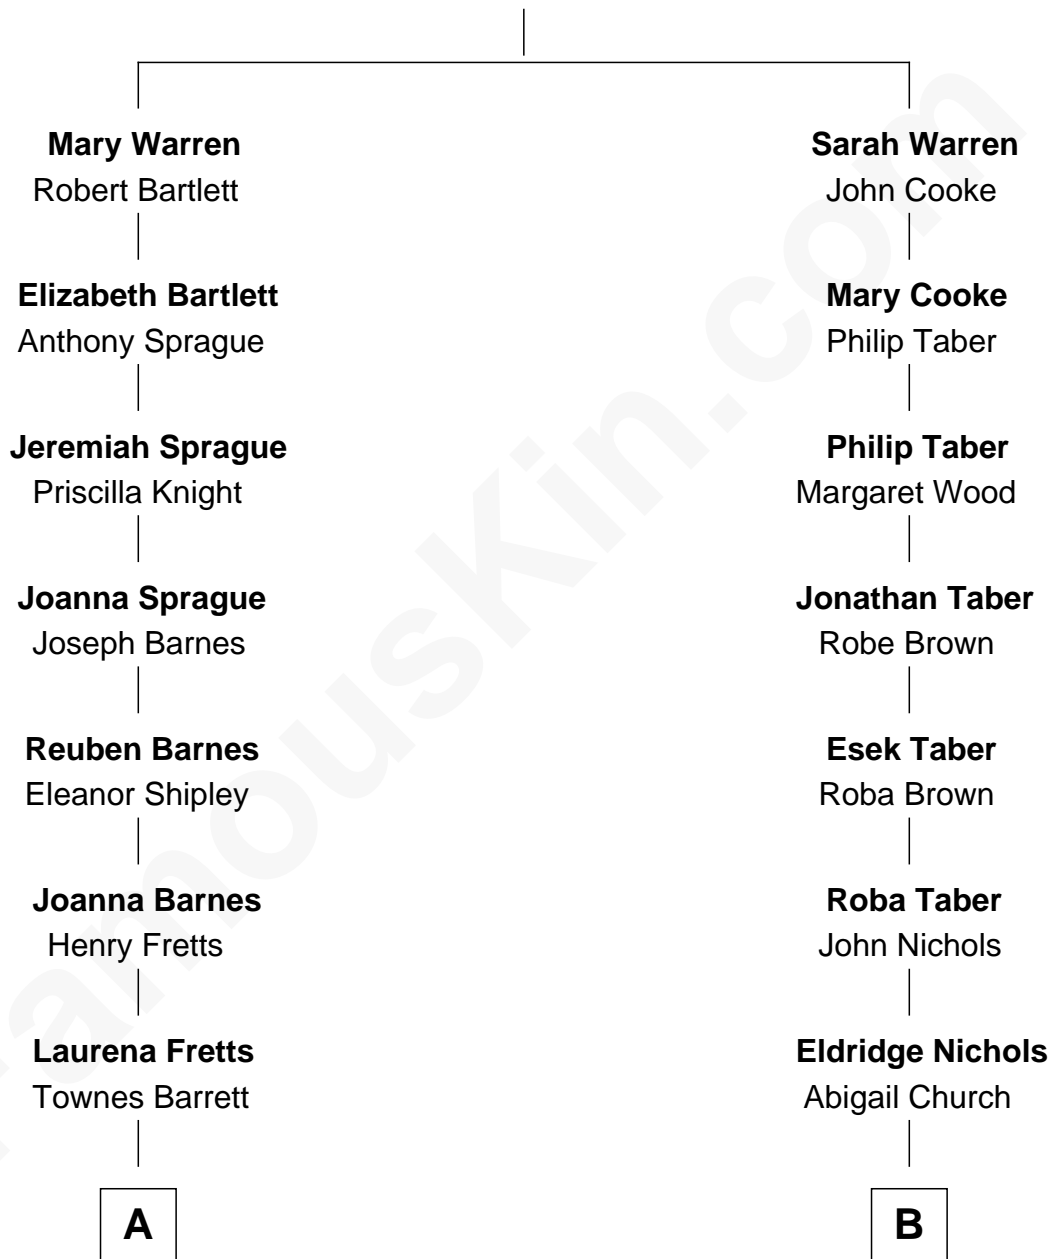 Mary Warren
Robert Bartlett
Elizabeth Bartlett
Anthony Sprague
Jeremiah Sprague
Priscilla Knight
Joanna Sprague
Joseph Barnes
Reuben Barnes
Eleanor Shipley
Joanna Barnes
Henry Fretts
Laurena Fretts
Townes Barrett
A
Sarah Warren
John Cooke
Mary Cooke
Philip Taber
Philip Taber
Margaret Wood
Jonathan Taber
Robe Brown
Esek Taber
Roba Brown
Roba Taber
John Nichols
Eldridge Nichols
Abigail Church
B
FamousKin.com